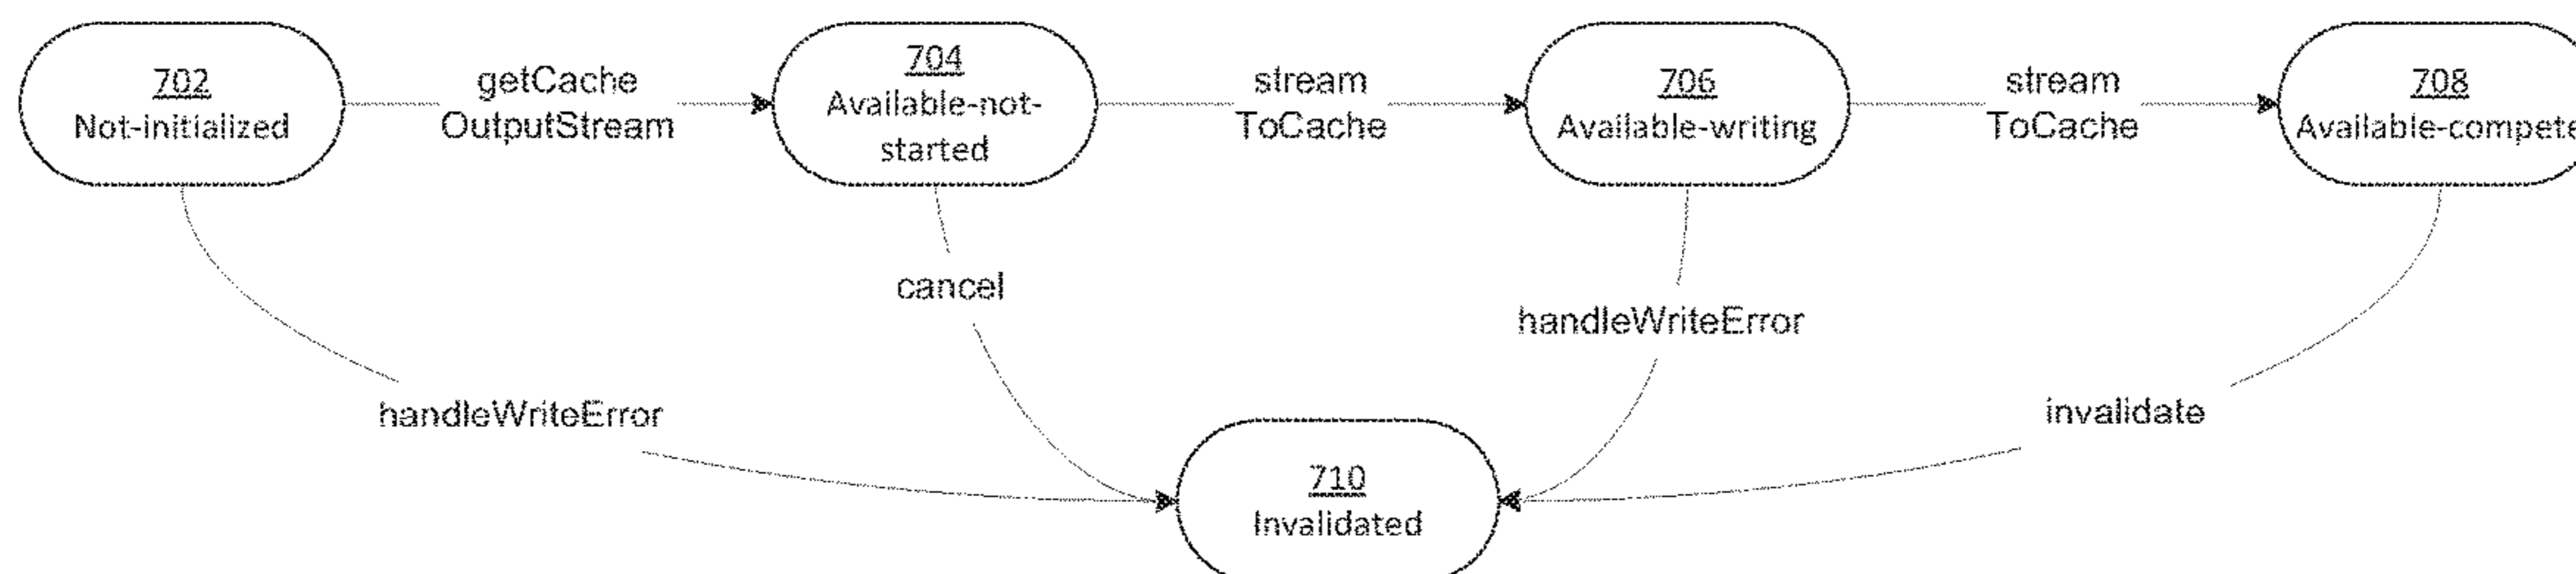 702
Not-initialized
getCache
OutputStream
704
Available-not-
started
stream
ToCache
706
Available-writing
stream
ToCache
708
Available-compete
cancel
handleWriteError
handleWriteError
invalidate
710
Invalidated